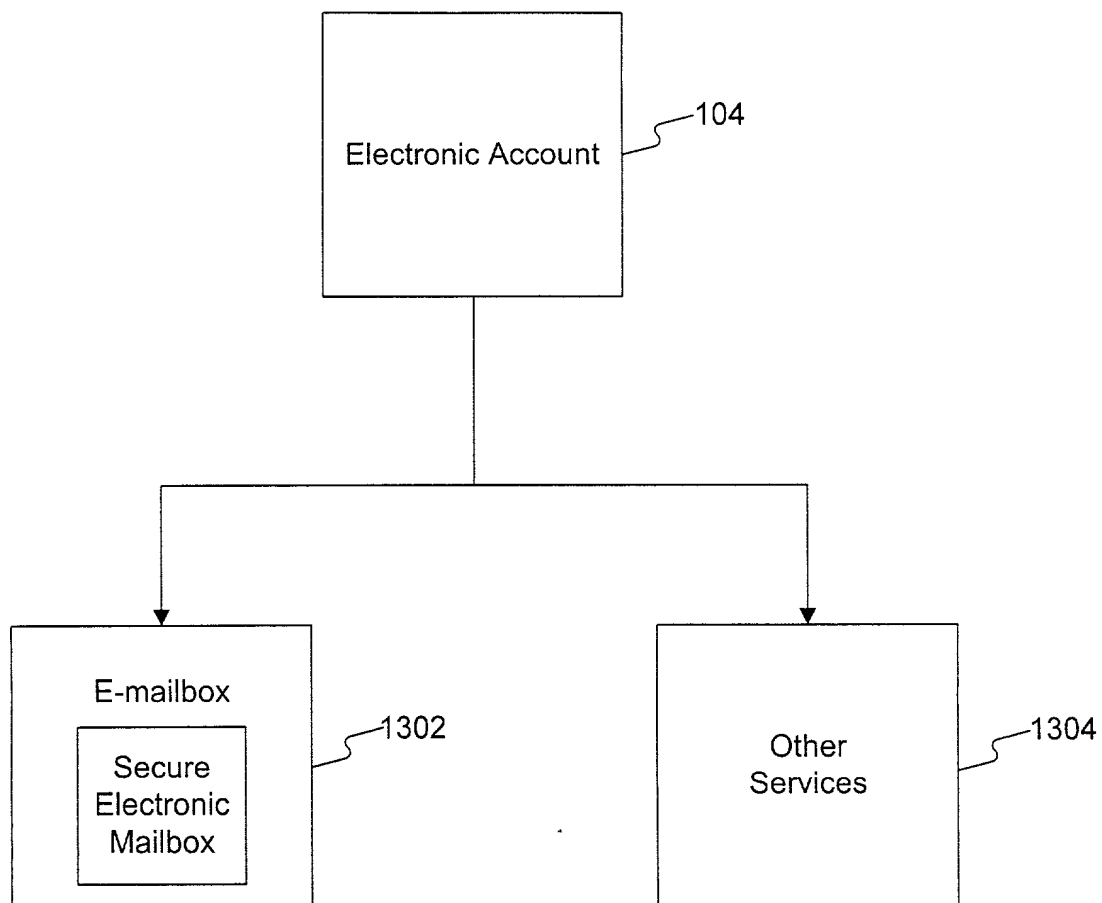 Electronic Account
104
E-mailbox
1302
Secure
Electronic
Mailbox
Other
Services
1304